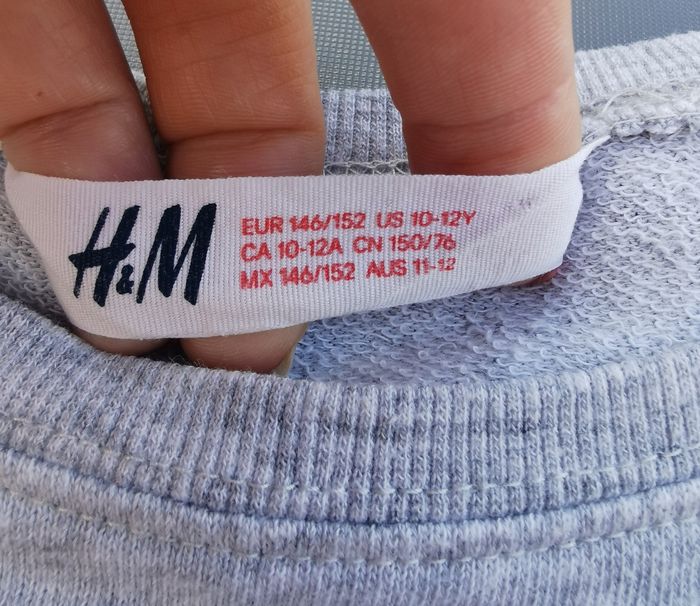 H&M
EUR 146/152 US 10-12Y
CA 10-12A CN 150/76
MX 146/152 AUS 11-12